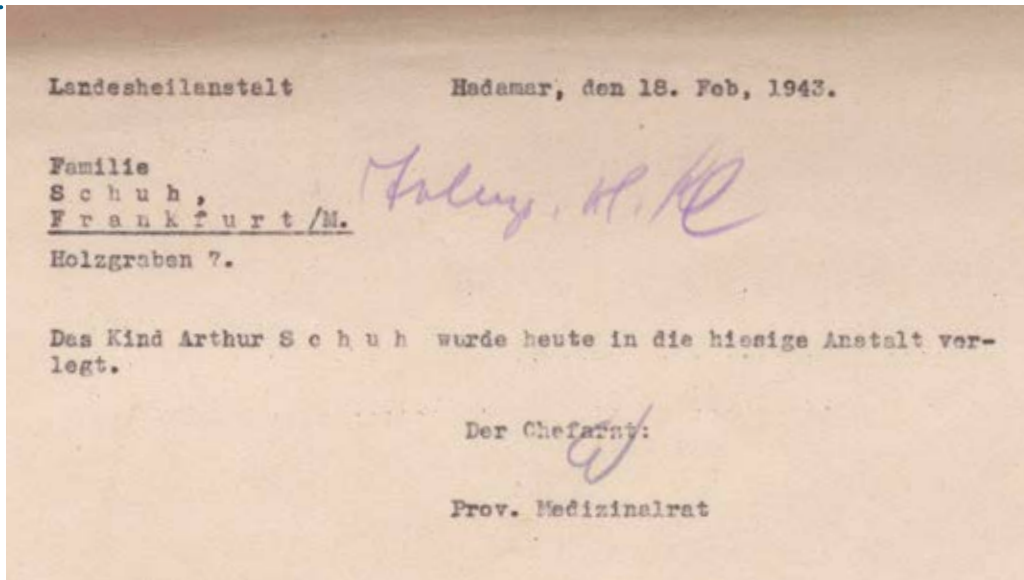 Landesheilanstalt Hadamar, den 18. Feb, 1943.
Familie
S c h u h ,
F r a n k f u r t /M.
Holzgraben 7.
Das Kind Arthur S c h u h wurde heute in die hiesige Anstalt ver-
legt.
Der Chefarzt:
Prov. Medizinalrat